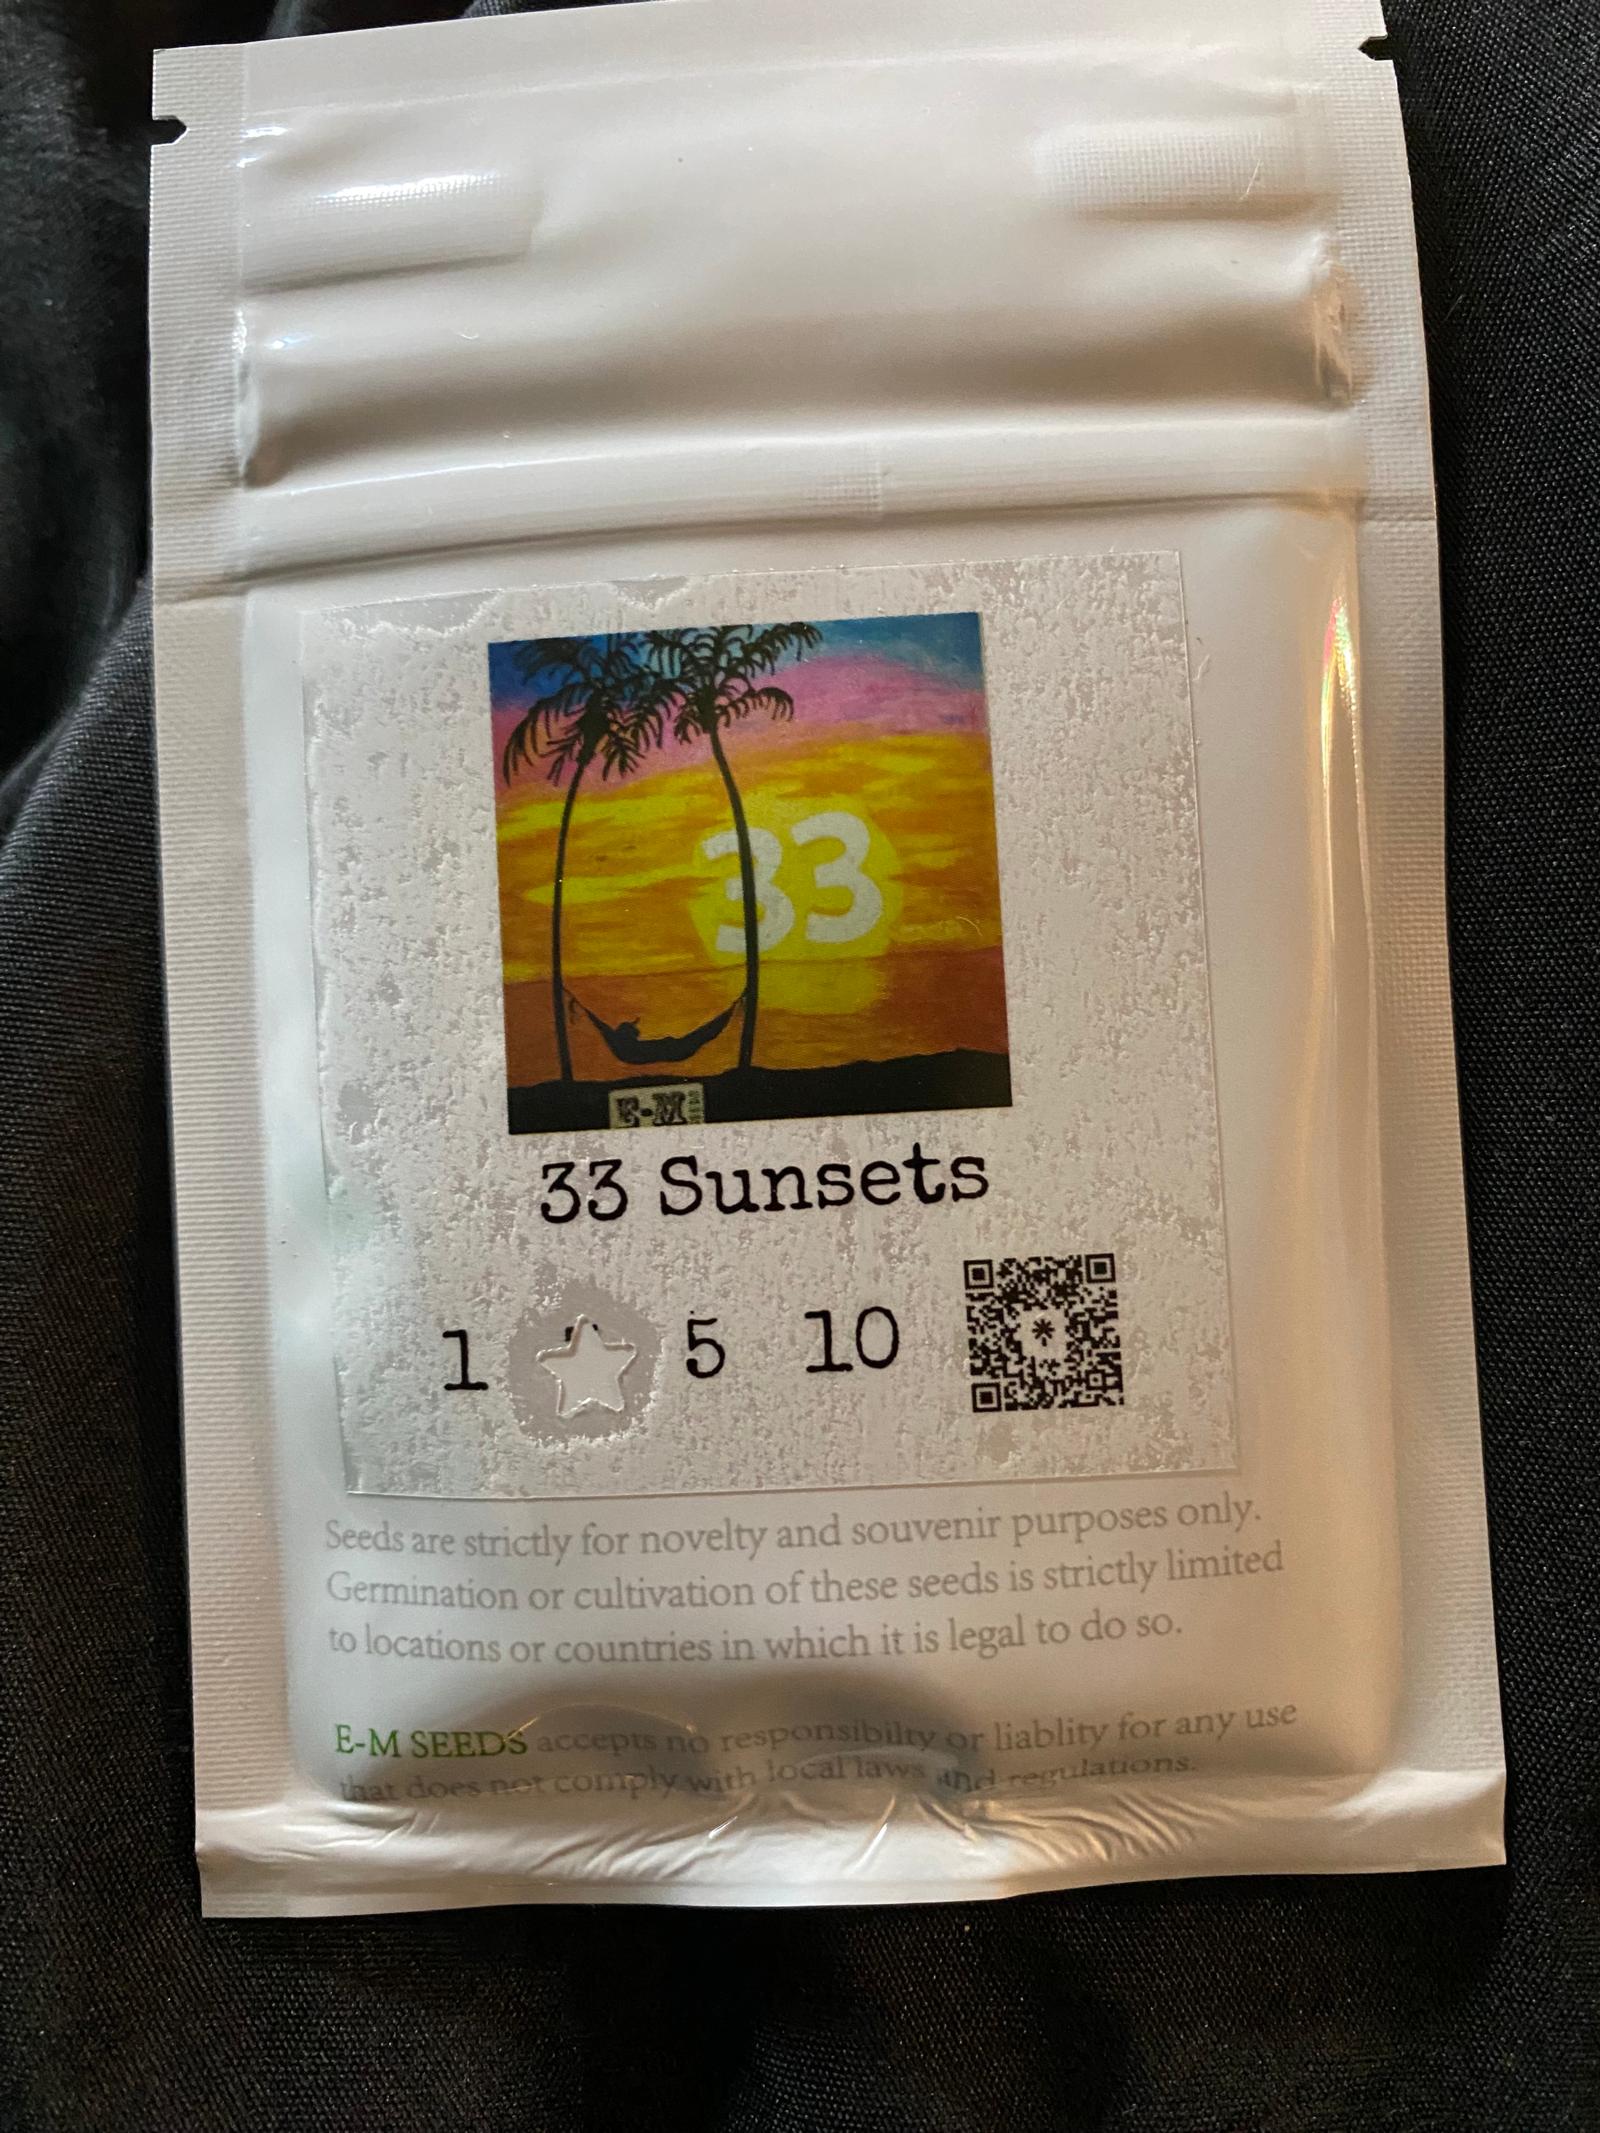 33
E-M
33 Sunsets
1 5 10
Seeds are strictly for novelty and souvenir purposes only.
Germination or cultivation of these seeds is strictly limited
to locations or countries in which it is legal to do so.
E-M SEEDS accepts no responsibilty or liablity for any use
that does not comply with local laws and regulations.